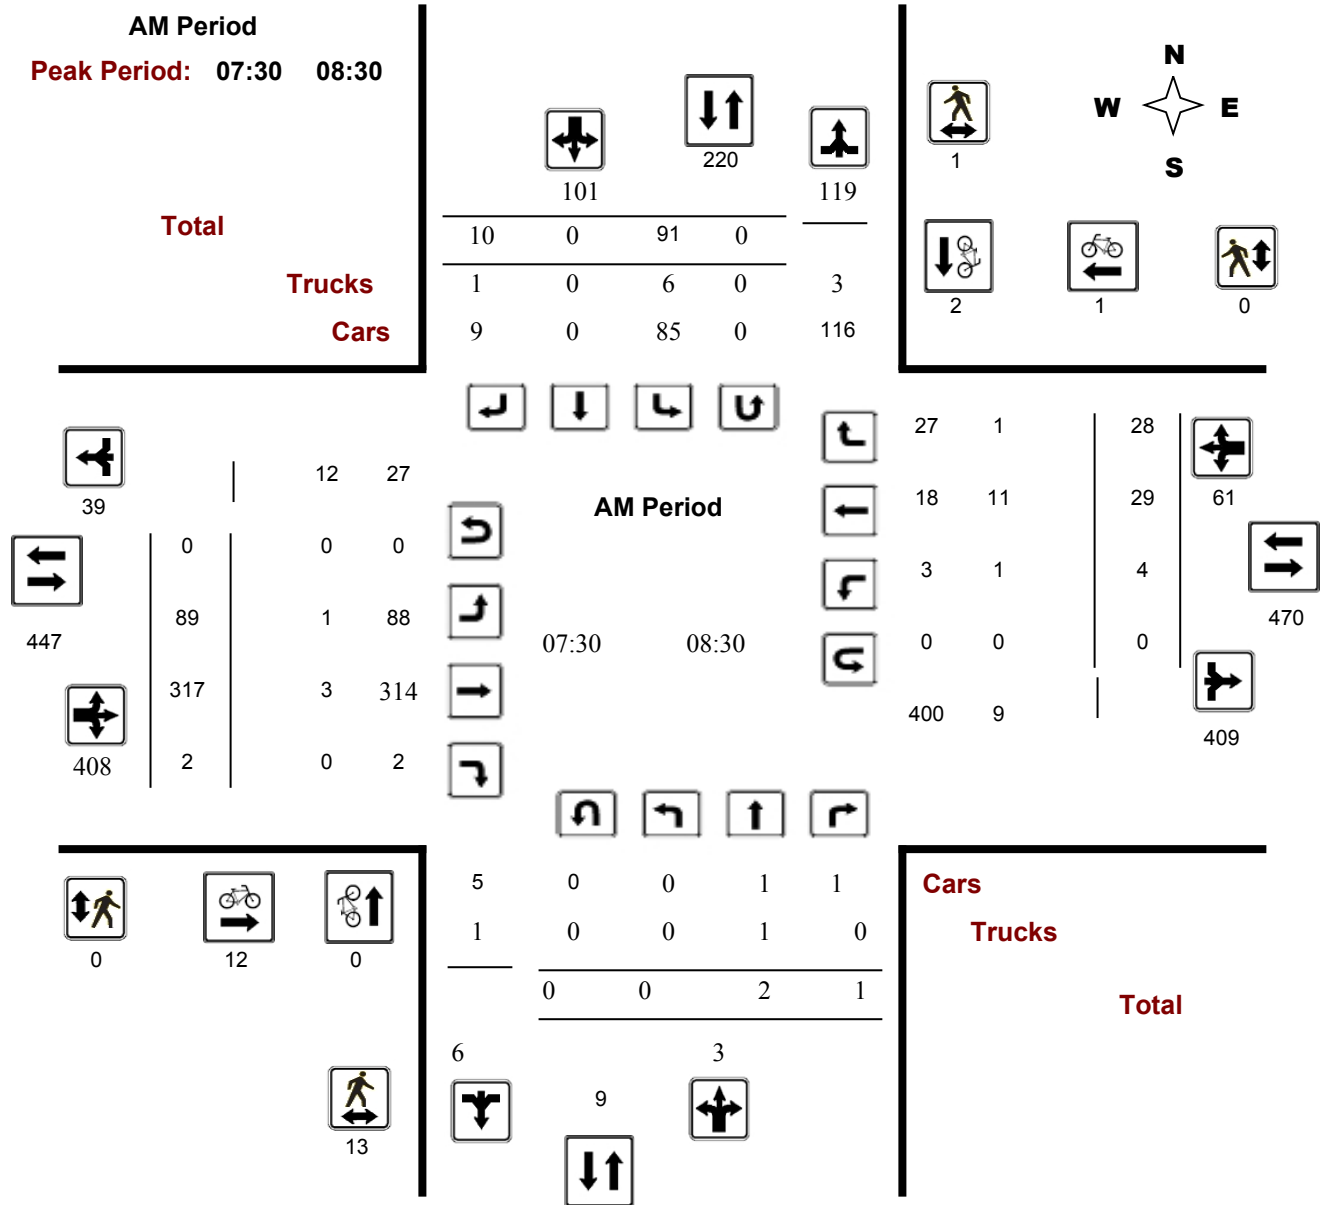 AM Period
Peak Period: 07:30 08:30
N
W E
S
220
1
101 119
Total
10 0 91 0
Trucks 1 0 6 0 3
2 1 0
Cars 9 0 85 0 116
27 1 28
12 27
39
AM Period
18 11 29 61
0 0 0
3 1 4
89 1 88
470
447
07:30 08:30
0 0 0
317 3 314
400 9
409
408 2 0 2
5 0 0 1 1
Cars
1 0 0 1 0
Trucks
0 12 0
0 0 2 1
Total
6 3
9
13